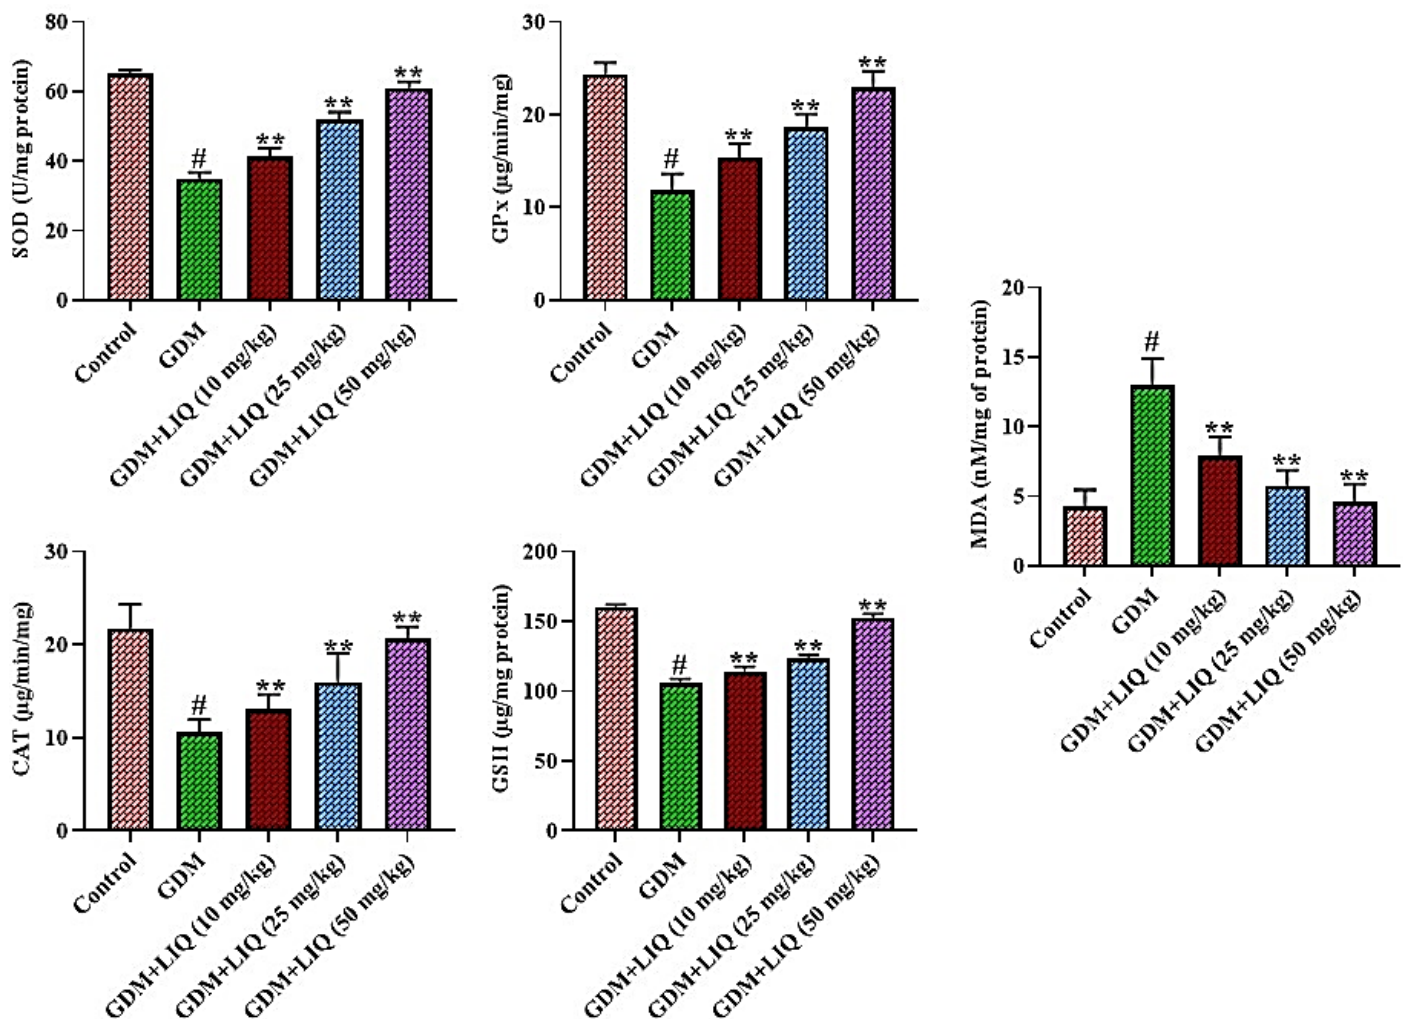 SOD (U/mg protein)
80
60
40
20
0
#
**
**
**
Control
GDM
GDM+LIQ (10 mg/kg)
GDM+LIQ (25 mg/kg)
GDM+LIQ (50 mg/kg)
GPx (µg/min/mg)
30
20
10
0
#
**
**
**
Control
GDM
GDM+LIQ (10 mg/kg)
GDM+LIQ (25 mg/kg)
GDM+LIQ (50 mg/kg)
MDA (nM/mg of protein)
20
15
10
5
0
#
**
**
**
Control
GDM
GDM+LIQ (10 mg/kg)
GDM+LIQ (25 mg/kg)
GDM+LIQ (50 mg/kg)
CAT (µg/min/mg)
30
20
10
0
#
**
**
**
Control
GDM
GDM+LIQ (10 mg/kg)
GDM+LIQ (25 mg/kg)
GDM+LIQ (50 mg/kg)
GSH (µg/mg protein)
200
150
100
50
0
#
**
**
**
Control
GDM
GDM+LIQ (10 mg/kg)
GDM+LIQ (25 mg/kg)
GDM+LIQ (50 mg/kg)